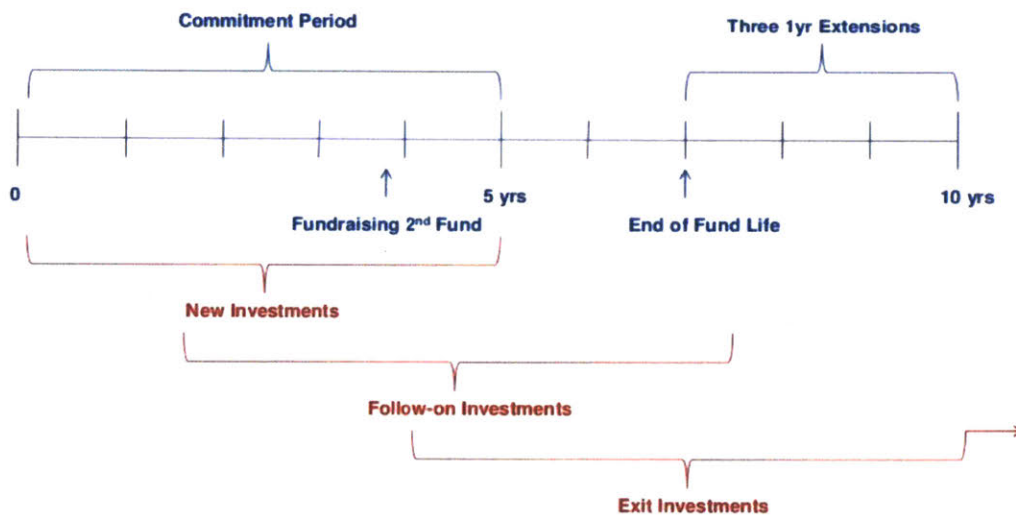 Commitment Period
Three 1yr Extensions
0
5 yrs
10 yrs
Fundraising 2nd Fund
End of Fund Life
New Investments
Follow-on Investments
Exit Investments